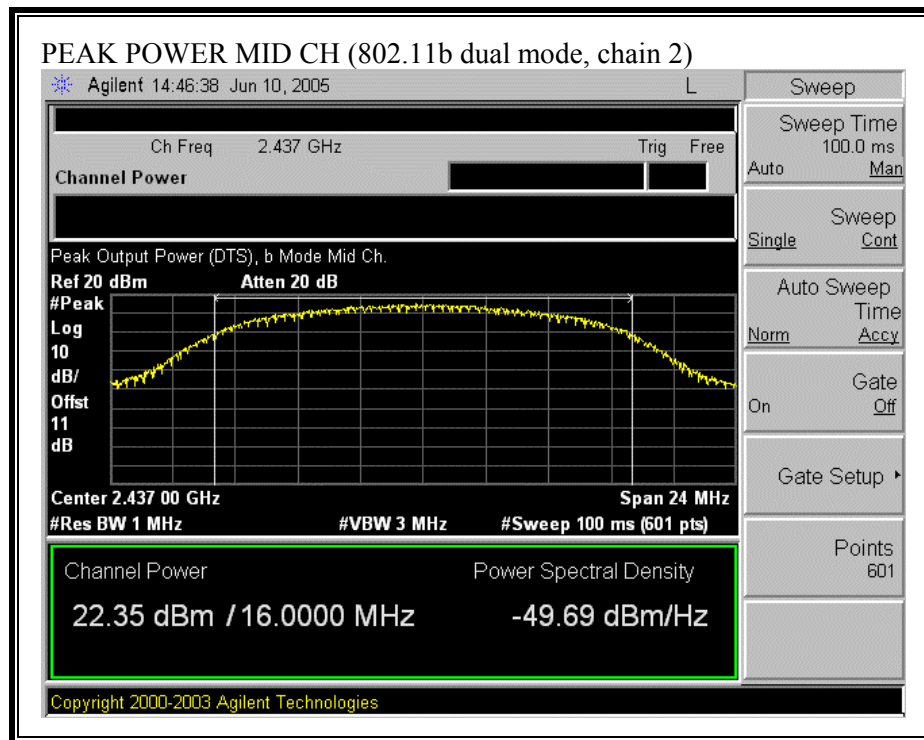 PEAK POWER MID CH (802.11b dual mode, chain 2)
Agilent 14:46:38 Jun 10, 2005 L
Ch Freq 2.437 GHz Trig Free
Channel Power
Peak Output Power (DTS), b Mode Mid Ch.
Ref 20 dBm Atten 20 dB
#Peak
Log
10
dB/
Offst
11
dB
Center 2.437 00 GHz Span 24 MHz
#Res BW 1 MHz #VBW 3 MHz #Sweep 100 ms (601 pts)
Channel Power Power Spectral Density
22.35 dBm / 16.0000 MHz -49.69 dBm/Hz
Copyright 2000-2003 Agilent Technologies
Sweep
Sweep Time
100.0 ms
Auto Man
Sweep
Single Cont
Auto Sweep
Time
Norm Accy
Gate
On Off
Gate Setup
Points
601